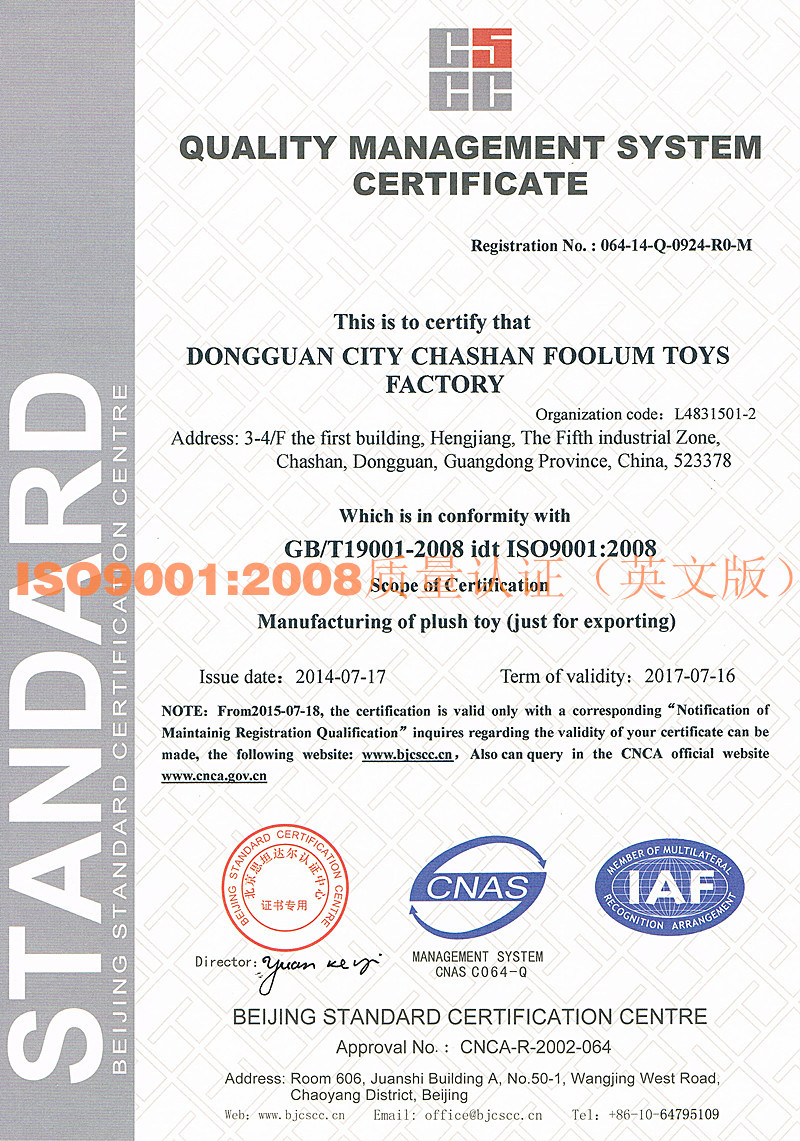 CSCC
QUALITY MANAGEMENT SYSTEM
CERTIFICATE
Registration No. : 064-14-Q-0924-R0-M
This is to certify that
DONGGUAN CITY CHASHAN FOOLUM TOYS
FACTORY
Organization code：L4831501-2
Address: 3-4/F the first building, Hengjiang, The Fifth industrial Zone,
Chashan, Dongguan, Guangdong Province, China, 523378
Which is in conformity with
GB/T19001-2008 idt ISO9001:2008
ISO9001:2008质量认证（英文版）
Scope of Certification
Manufacturing of plush toy (just for exporting)
Issue date：2014-07-17
Term of validity：2017-07-16
NOTE：From2015-07-18, the certification is valid only with a corresponding “Notification of
Maintainig Registration Qualification” inquires regarding the validity of your certificate can be
made, the following website: www.bjcscc.cn，Also can query in the CNCA official website
www.cnca.gov.cn
BEIJING STANDARD CERTIFICATION CENTRE
北京思坦达尔认证中心
证书专用
CNAS
MEMBER OF MULTILATERAL
IAF
RECOGNITION ARRANGEMENT
Director: Yuan Keyi
MANAGEMENT SYSTEM
CNAS C064-Q
BEIJING STANDARD CERTIFICATION CENTRE
Approval No.：CNCA-R-2002-064
Address: Room 606, Juanshi Building A, No.50-1, Wangjing West Road,
Chaoyang District, Beijing
Web: www.bjcscc.cn Email: office@bjcscc.cn Tel: +86-10-64795109
STANDARD
BEIJING STANDARD CERTIFICATION CENTRE